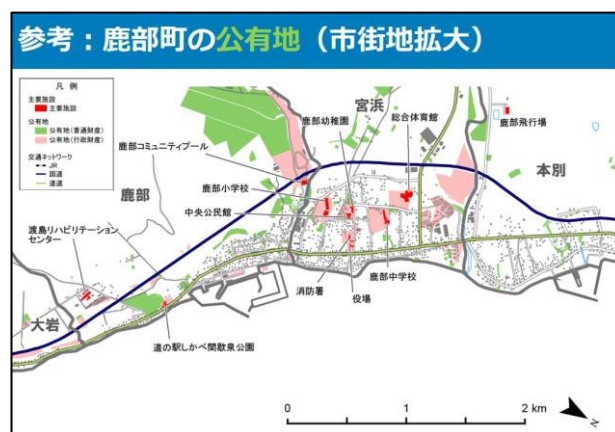 参考：鹿部町の公有地（市街地拡大）
凡 例
主要施設
主要施設
公有地
公有地(普通財産)
公有地(行政財産)
交通ネットワーク
JR
国道
道道
宮浜
鹿部幼稚園
総合体育館
鹿部飛行場
鹿部コミュニティプール
本別
鹿部
鹿部小学校
中央公民館
渡島リハビリテーション
センター
消防署
役場
鹿部中学校
大岩
道の駅しかべ間歇泉公園
0
1
2 km
N